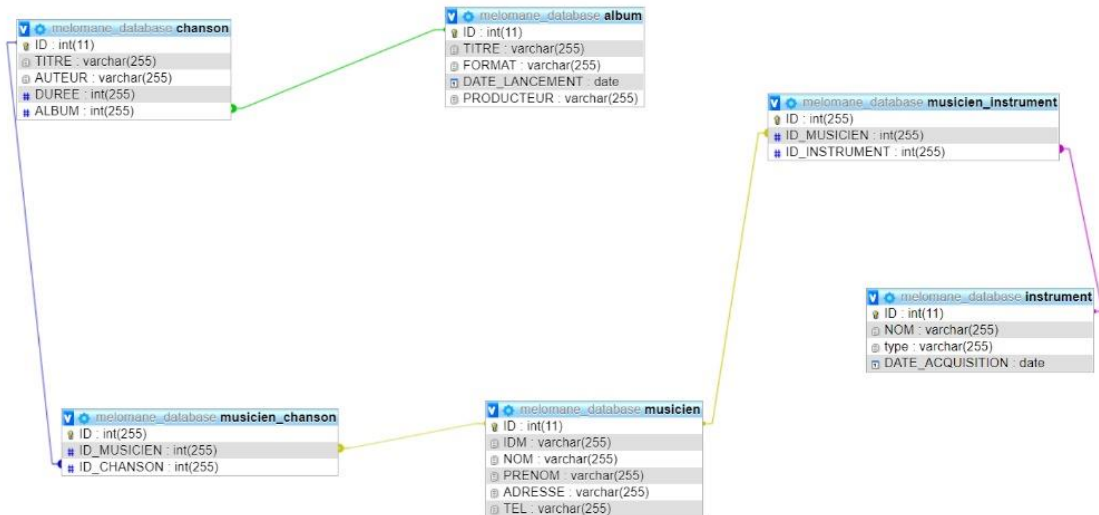 melomane_database chanson
ID : int(11)
TITRE : varchar(255)
AUTEUR : varchar(255)
DUREE : int(255)
ALBUM : int(255)
melomane_database album
ID : int(11)
TITRE : varchar(255)
FORMAT : varchar(255)
DATE_LANCEMENT : date
PRODUCTEUR : varchar(255)
melomane_database musicien_instrument
ID : int(255)
ID_MUSICIEN : int(255)
ID_INSTRUMENT : int(255)
melomane_database instrument
ID : int(11)
NOM : varchar(255)
type : varchar(255)
DATE_ACQUISITION : date
melomane_database musicien_chanson
ID : int(255)
ID_MUSICIEN : int(255)
ID_CHANSON : int(255)
melomane_database musicien
ID : int(11)
IDM : varchar(255)
NOM : varchar(255)
PRENOM : varchar(255)
ADRESSE : varchar(255)
TEL : varchar(255)